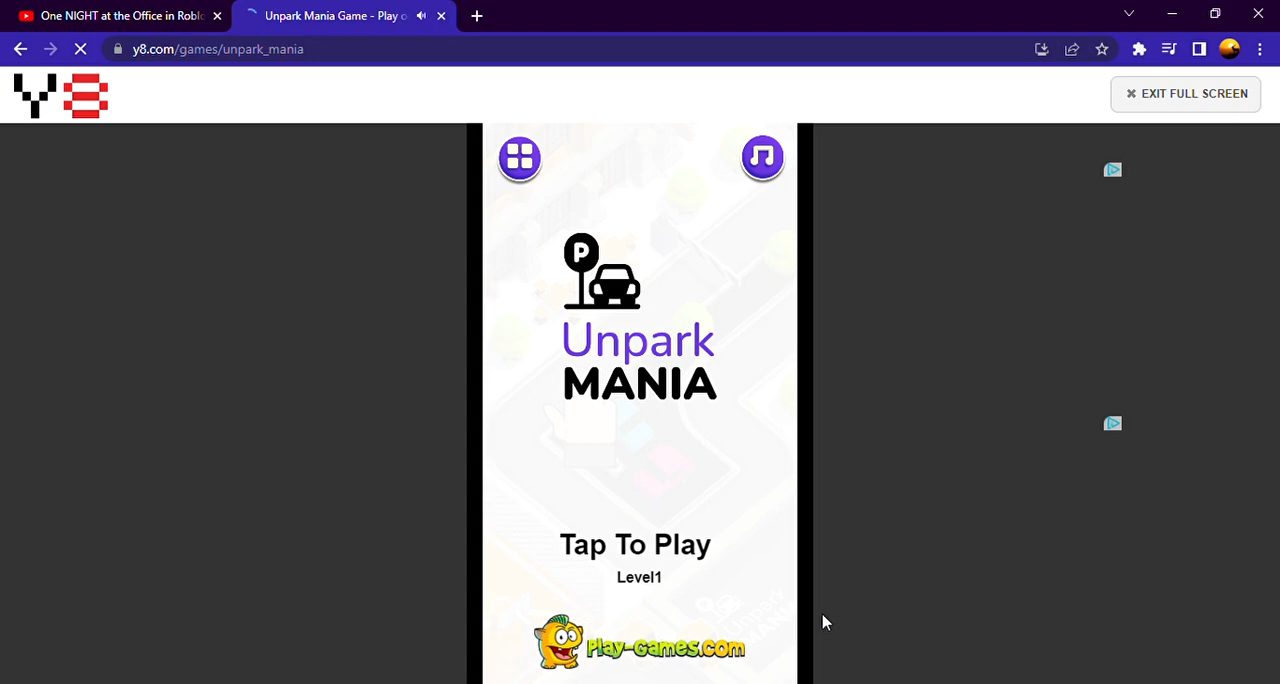 One NIGHT at the Office in Roblo
Unpark Mania Game - Play o
y8.com/games/unpark_mania
Y8
EXIT FULL SCREEN
P
Unpark
MANIA
Tap To Play
Level1
Play-Games.com